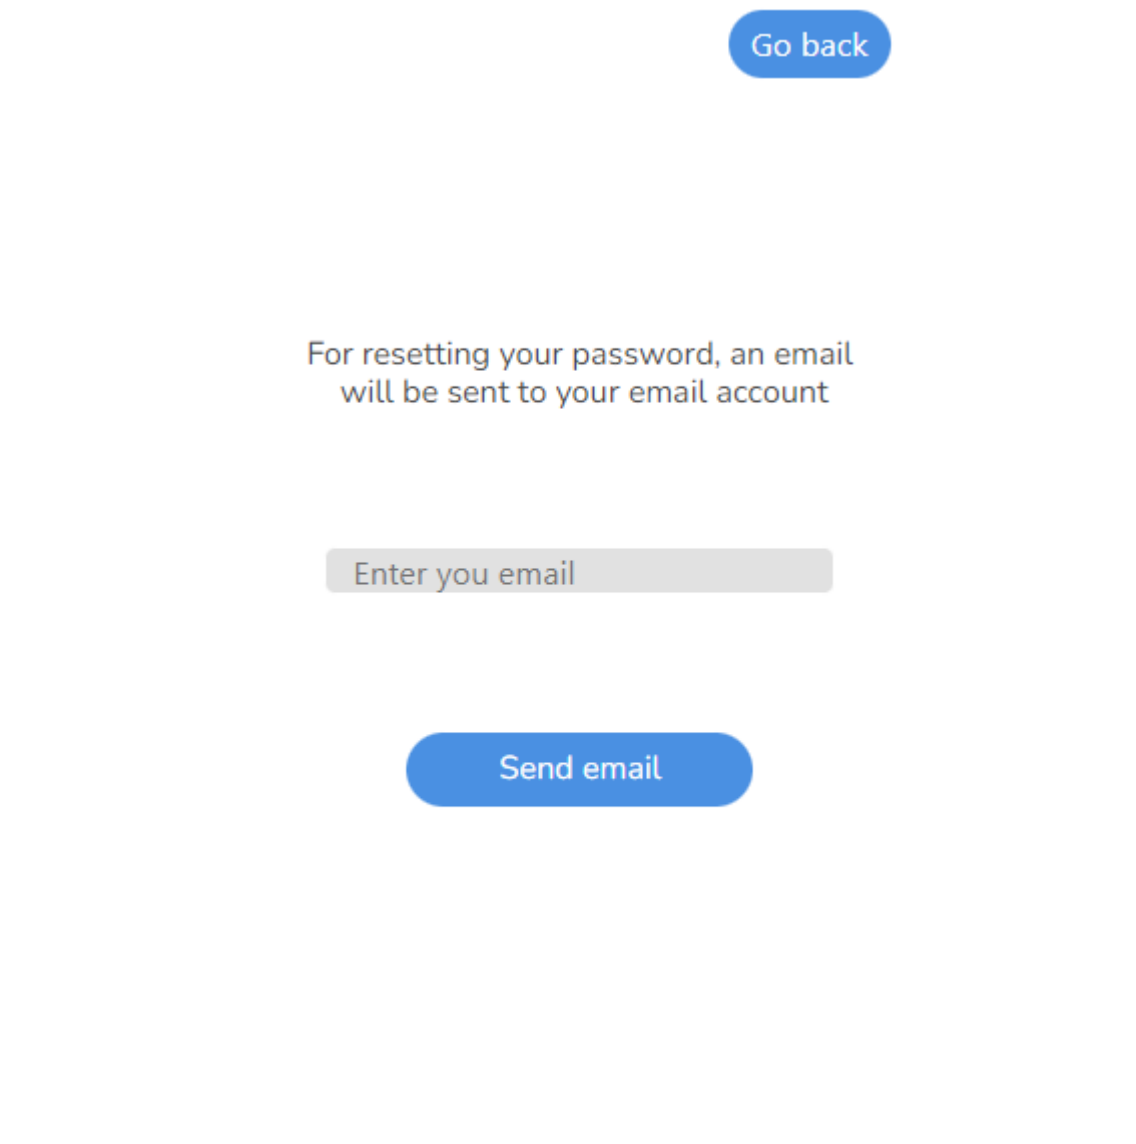 Go back
For resetting your password, an email
will be sent to your email account
Enter you email
Send email